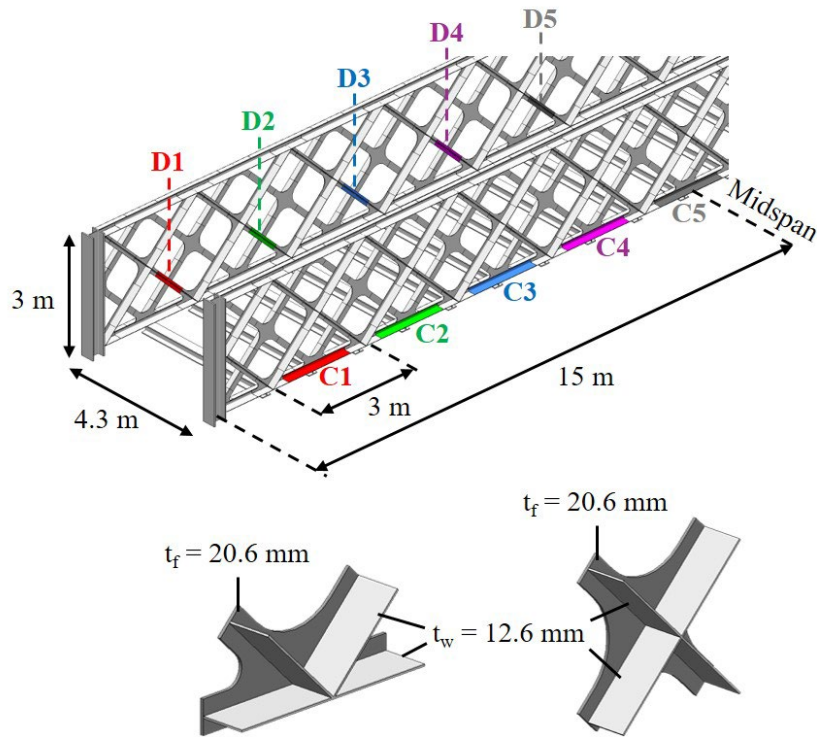 D5
D4
D3
D2
D1
Midspan
C5
C4
C3
C2
C1
3 m
15 m
3 m
4.3 m
t_f = 20.6 mm
t_f = 20.6 mm
t_w = 12.6 mm